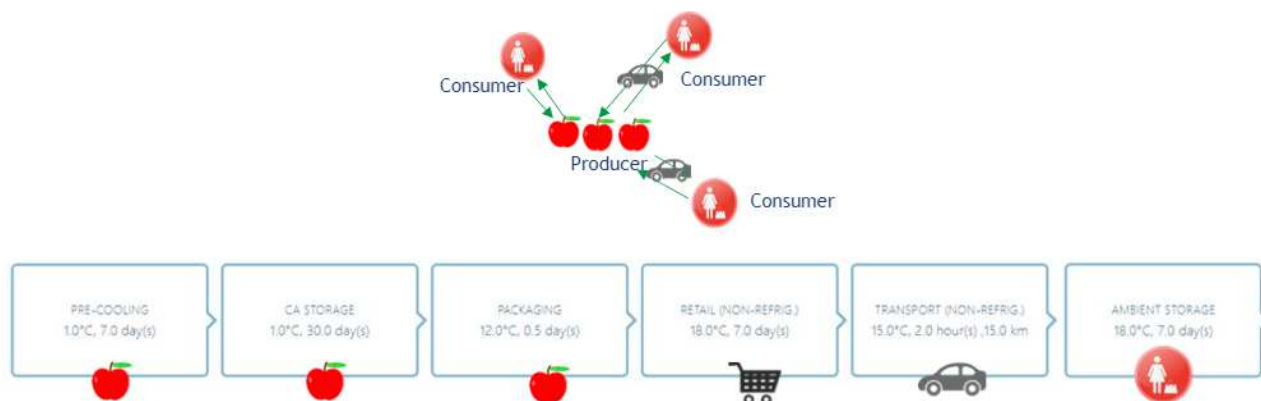 Consumer
Consumer
Producer
Consumer
PRE-COOLING
1.0°C, 7.0 day(s)
CA STORAGE
1.0°C, 30.0 day(s)
PACKAGING
12.0°C, 0.5 day(s)
RETAIL (NON-REFRIG.)
18.0°C, 7.0 day(s)
TRANSPORT (NON-REFRIG.)
15.0°C, 2.0 hour(s) ,15.0 km
AMBIENT STORAGE
18.0°C, 7.0 day(s)